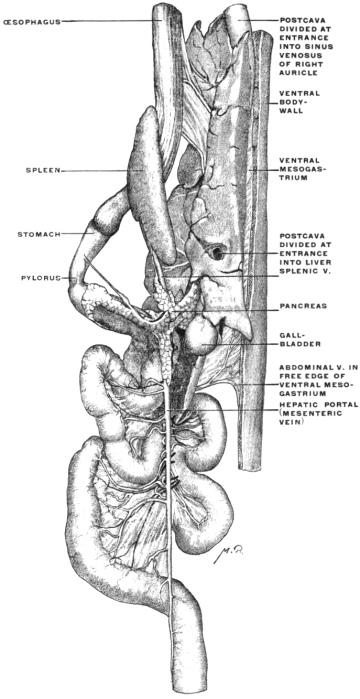 ŒSOPHAGUS
SPLEEN
STOMACH
PYLORUS
POSTCAVA
DIVIDED AT
ENTRANCE
INTO SINUS
VENOSUS
OF RIGHT
AURICLE
VENTRAL
BODY-
WALL
VENTRAL
MESOGAS-
TRIUM
POSTCAVA
DIVIDED AT
ENTRANCE
INTO LIVER
SPLENIC V.
PANCREAS
GALL-
BLADDER
ABDOMINAL V. IN
FREE EDGE OF
VENTRAL MESO-
GASTRIUM
HEPATIC PORTAL
(MESENTERIC
VEIN)